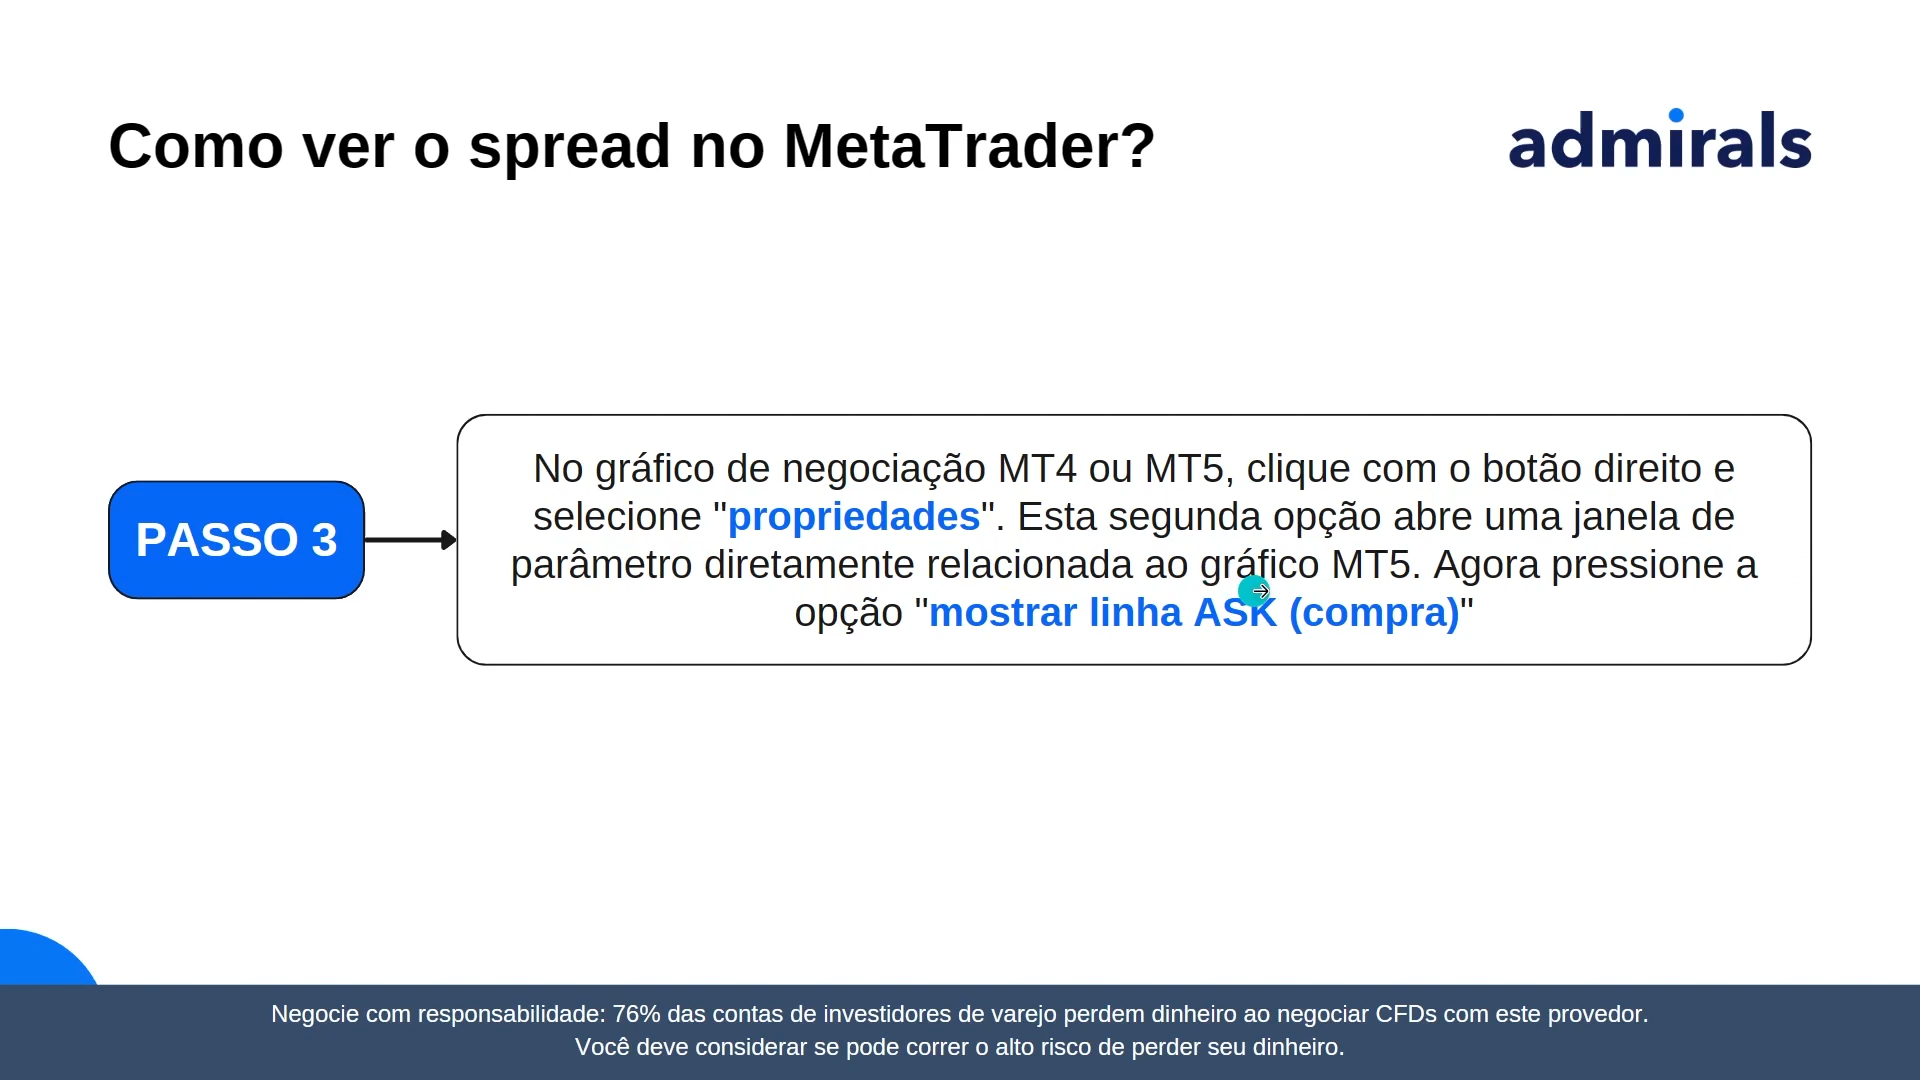 Como ver o spread no MetaTrader?
admirals
PASSO 3
No gráfico de negociação MT4 ou MT5, clique com o botão direito e
selecione "propriedades". Esta segunda opção abre uma janela de
parâmetro diretamente relacionada ao gráfico MT5. Agora pressione a
opção "mostrar linha ASK (compra)"
Negocie com responsabilidade: 76% das contas de investidores de varejo perdem dinheiro ao negociar CFDs com este provedor.
Você deve considerar se pode correr o alto risco de perder seu dinheiro.